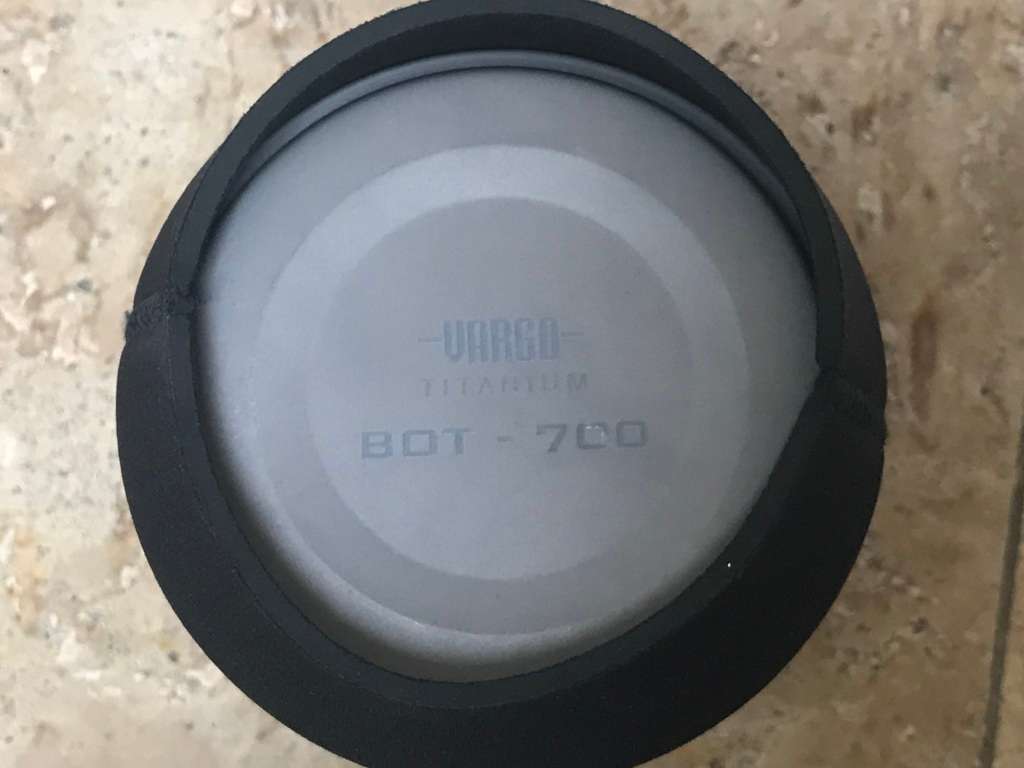 -VARGO-
TITANIUM
BOT - 700